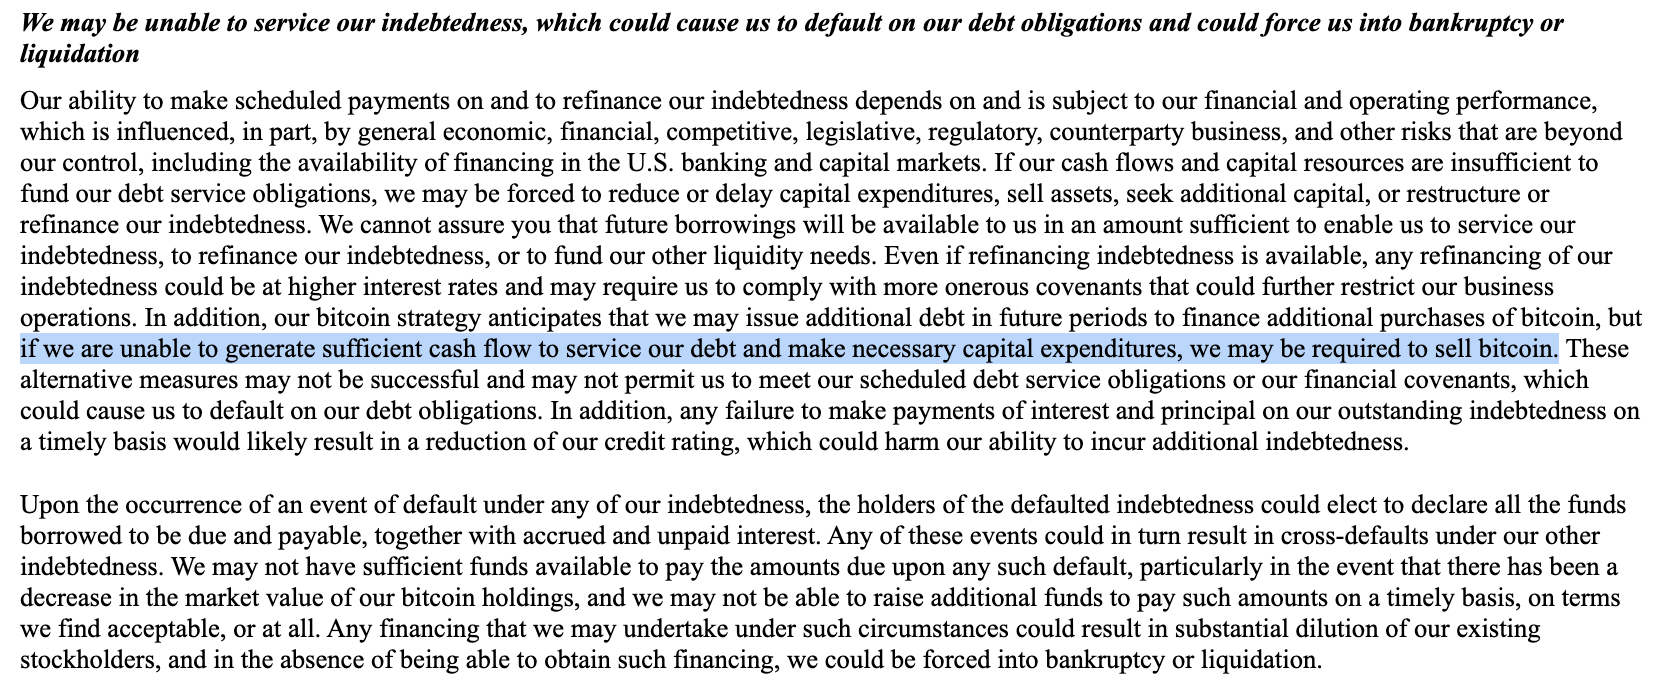 We may be unable to service our indebtedness, which could cause us to default on our debt obligations and could force us into bankruptcy or
liquidation
Our ability to make scheduled payments on and to refinance our indebtedness depends on and is subject to our financial and operating performance,
which is influenced, in part, by general economic, financial, competitive, legislative, regulatory, counterparty business, and other risks that are beyond
our control, including the availability of financing in the U.S. banking and capital markets. If our cash flows and capital resources are insufficient to
fund our debt service obligations, we may be forced to reduce or delay capital expenditures, sell assets, seek additional capital, or restructure or
refinance our indebtedness. We cannot assure you that future borrowings will be available to us in an amount sufficient to enable us to service our
indebtedness, to refinance our indebtedness, or to fund our other liquidity needs. Even if refinancing indebtedness is available, any refinancing of our
indebtedness could be at higher interest rates and may require us to comply with more onerous covenants that could further restrict our business
operations. In addition, our bitcoin strategy anticipates that we may issue additional debt in future periods to finance additional purchases of bitcoin, but
if we are unable to generate sufficient cash flow to service our debt and make necessary capital expenditures, we may be required to sell bitcoin. These
alternative measures may not be successful and may not permit us to meet our scheduled debt service obligations or our financial covenants, which
could cause us to default on our debt obligations. In addition, any failure to make payments of interest and principal on our outstanding indebtedness on
a timely basis would likely result in a reduction of our credit rating, which could harm our ability to incur additional indebtedness.
Upon the occurrence of an event of default under any of our indebtedness, the holders of the defaulted indebtedness could elect to declare all the funds
borrowed to be due and payable, together with accrued and unpaid interest. Any of these events could in turn result in cross-defaults under our other
indebtedness. We may not have sufficient funds available to pay the amounts due upon any such default, particularly in the event that there has been a
decrease in the market value of our bitcoin holdings, and we may not be able to raise additional funds to pay such amounts on a timely basis, on terms
we find acceptable, or at all. Any financing that we may undertake under such circumstances could result in substantial dilution of our existing
stockholders, and in the absence of being able to obtain such financing, we could be forced into bankruptcy or liquidation.